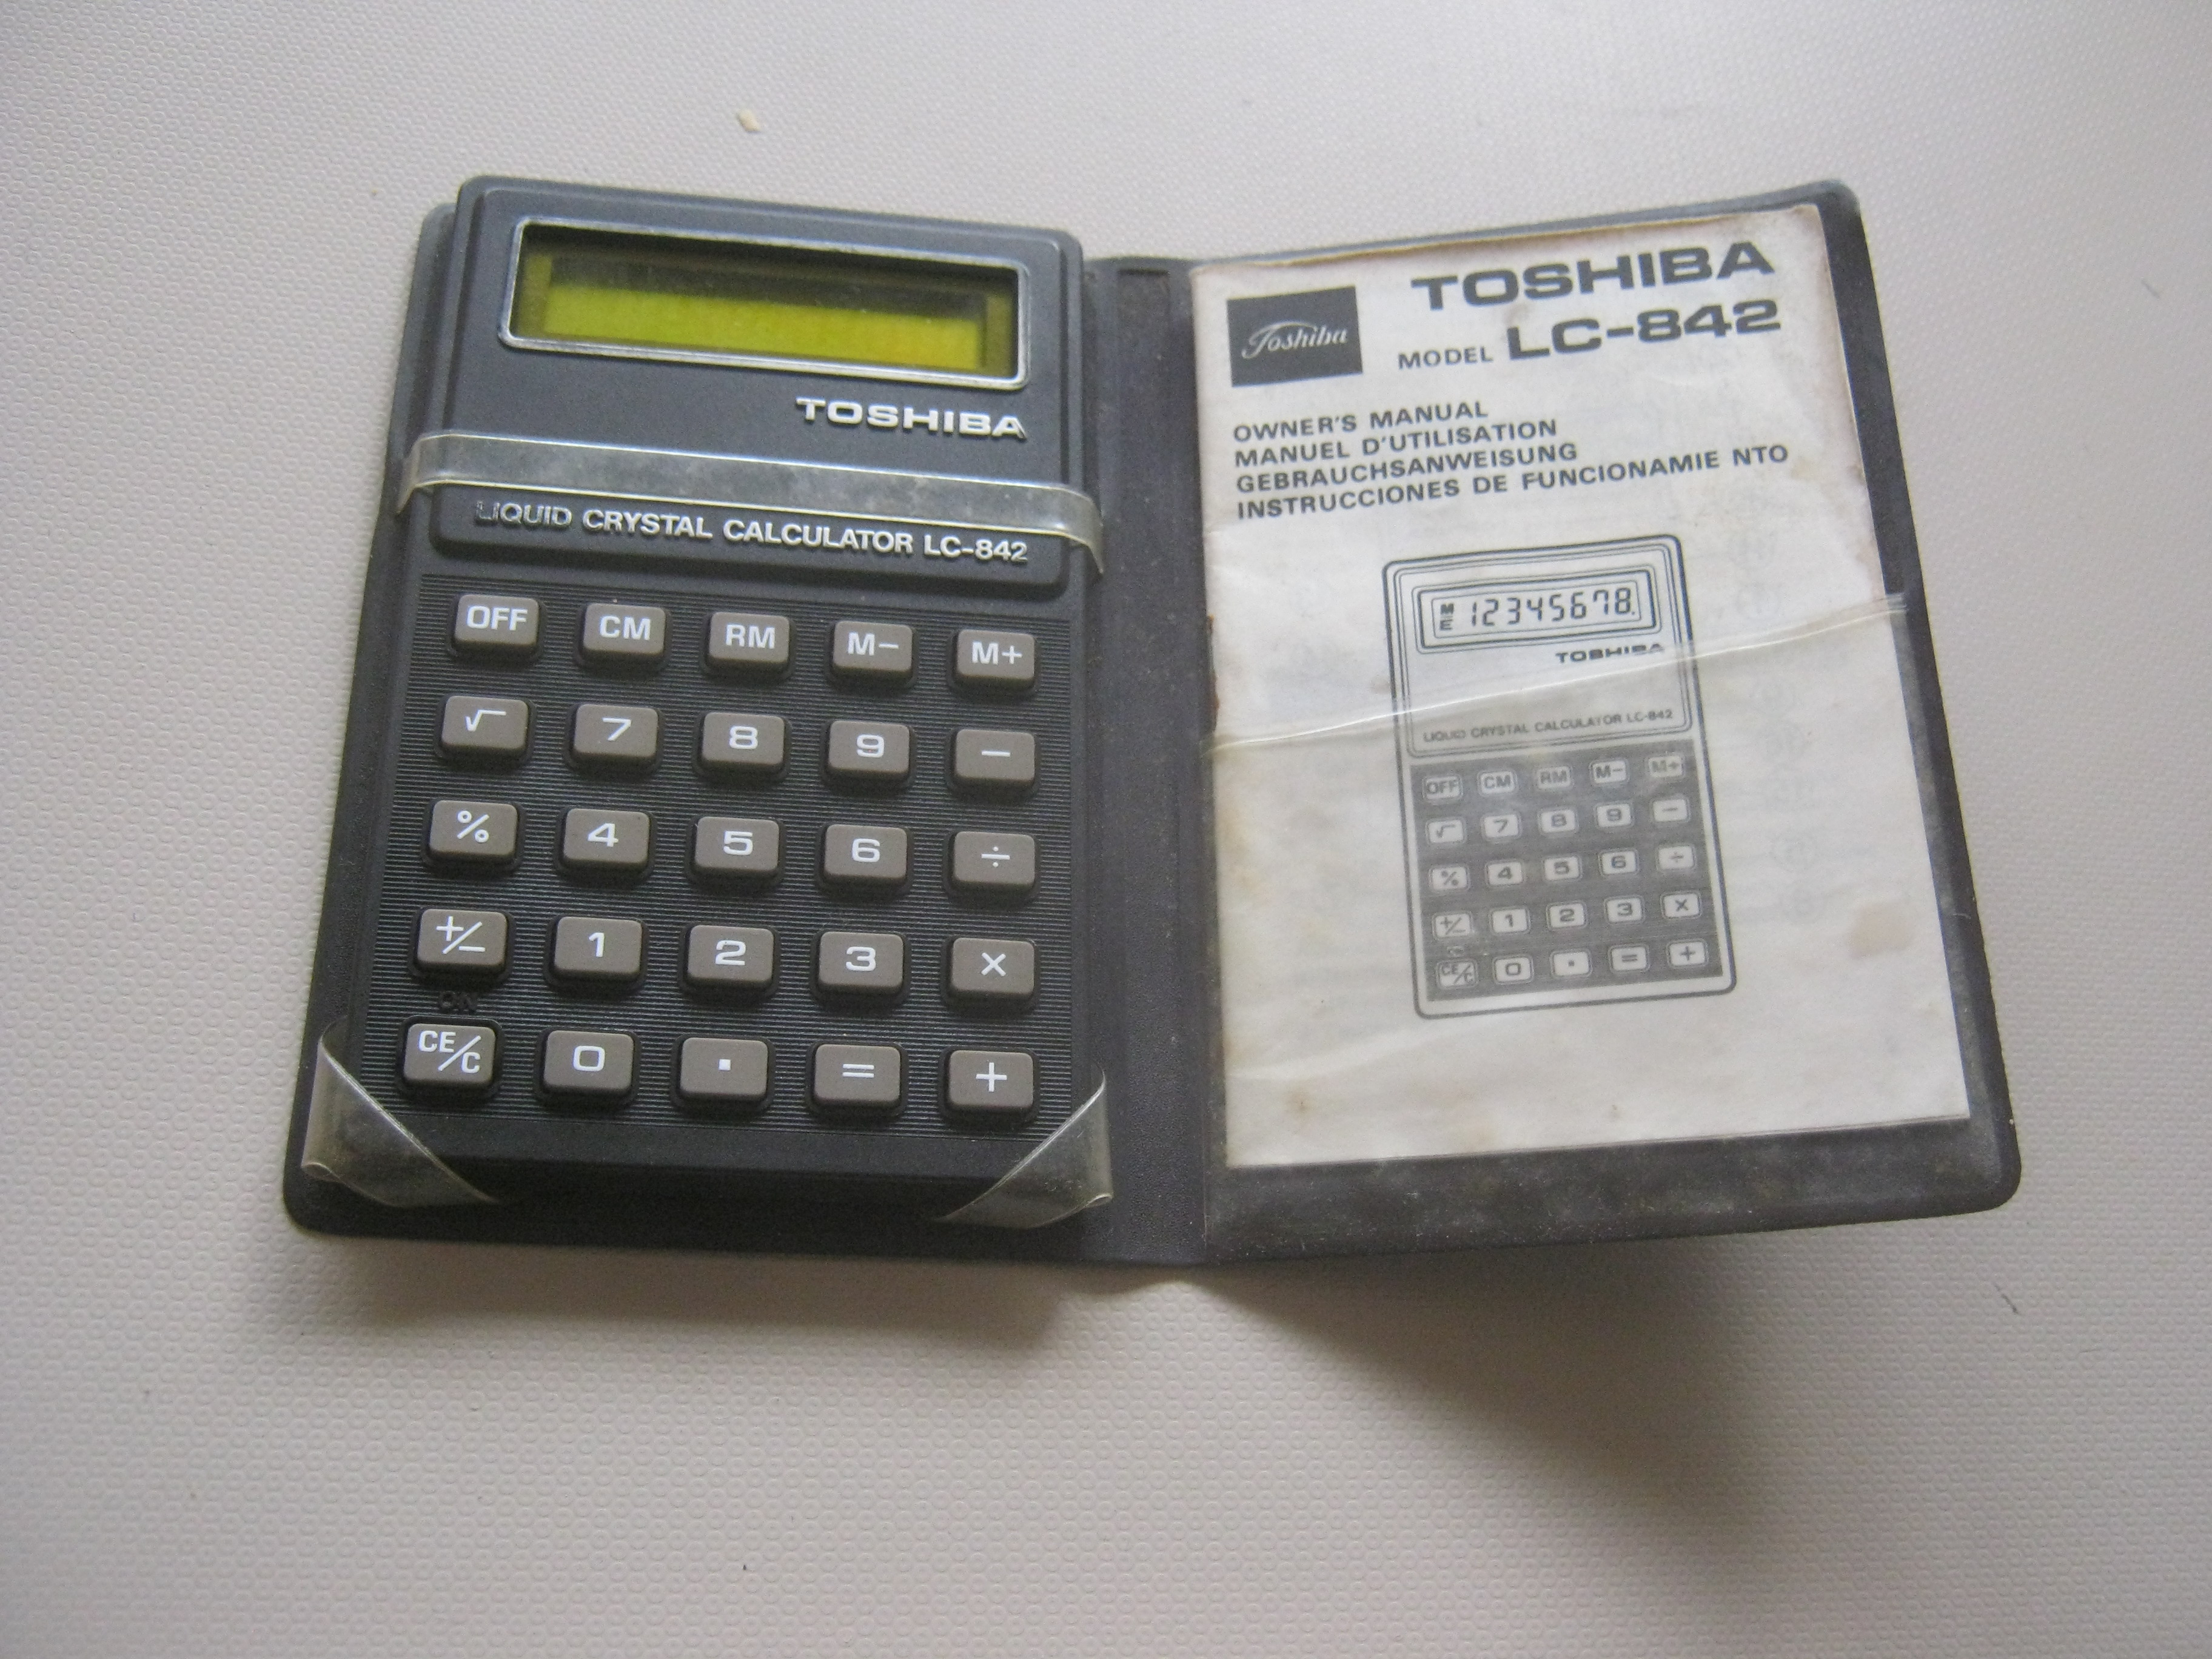 TOSHIBA
LIQUID CRYSTAL CALCULATOR LC-842
OFF CM RM M− M+
√ 7 8 9 −
% 4 5 6 ÷
+/− 1 2 3 ×
ON
CE/C 0 . = +
Toshiba
TOSHIBA
MODEL LC-842
OWNER'S MANUAL
MANUEL D'UTILISATION
GEBRAUCHSANWEISUNG
INSTRUCCIONES DE FUNCIONAMIE NTO
M
E 12345678.
TOSHIBA
LIQUID CRYSTAL CALCULATOR LC-842
OFF CM RM M− M+
√ 7 8 9 −
% 4 5 6 ÷
+/− 1 2 3 ×
CE/C 0 . = +